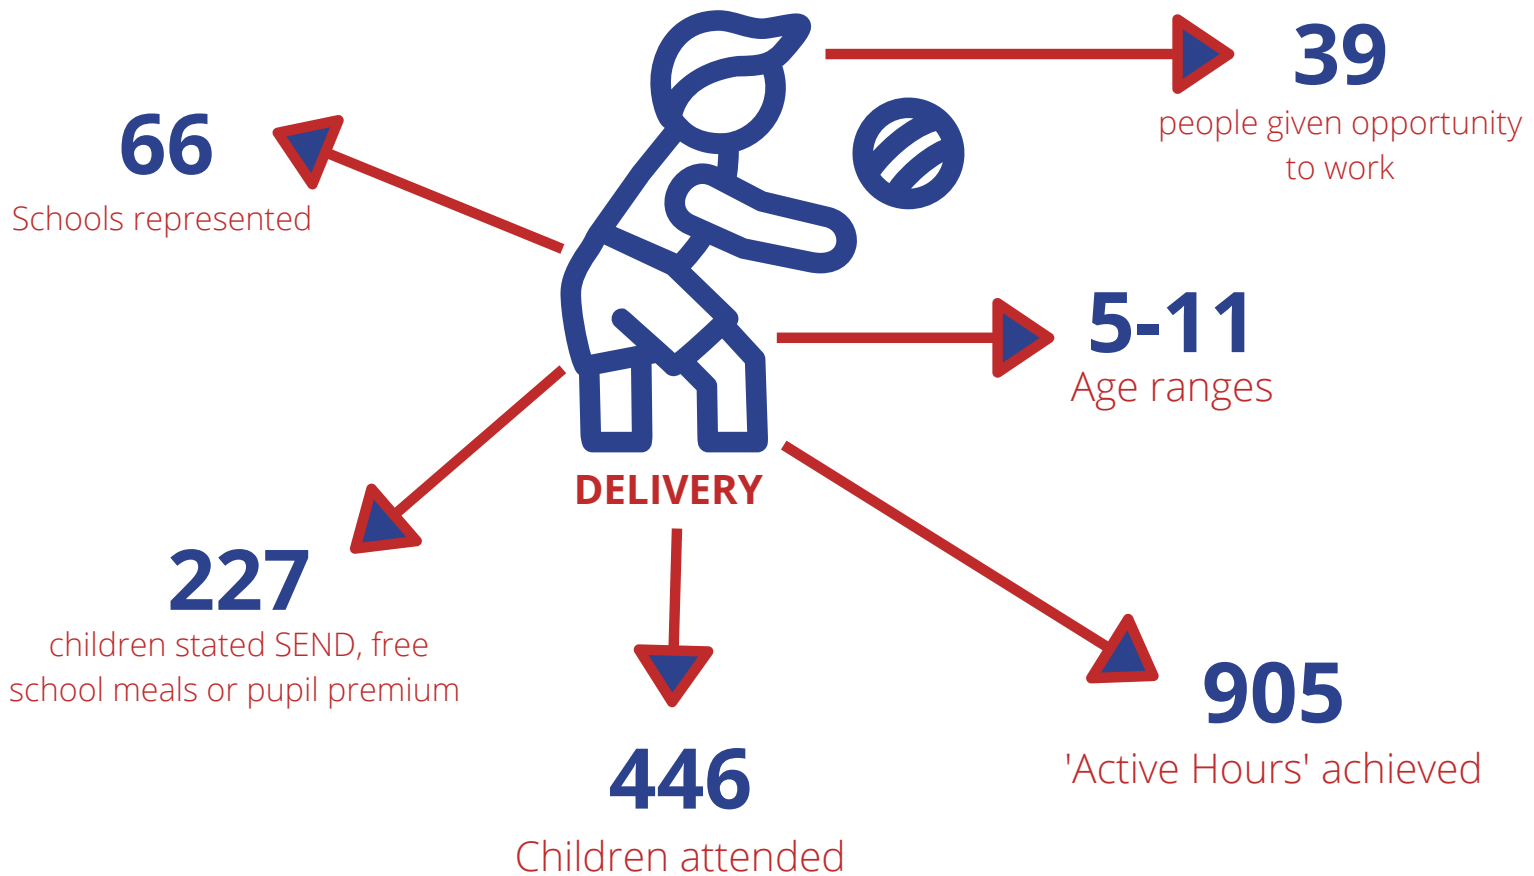 39
people given opportunity
to work
66
Schools represented
5-11
Age ranges
DELIVERY
227
children stated SEND, free
school meals or pupil premium
905
'Active Hours' achieved
446
Children attended